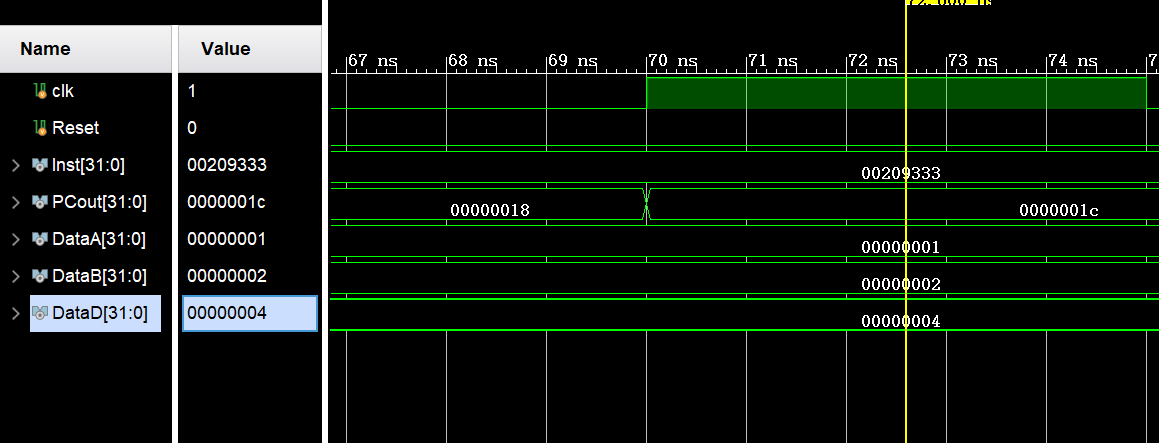 Name Value
67 ns 68 ns 69 ns 70 ns 71 ns 72 ns 73 ns 74 ns
clk 1
Reset 0
Inst[31:0] 00209333 00209333
PCout[31:0] 0000001c 00000018 0000001c
DataA[31:0] 00000001 00000001
DataB[31:0] 00000002 00000002
DataD[31:0] 00000004 00000004